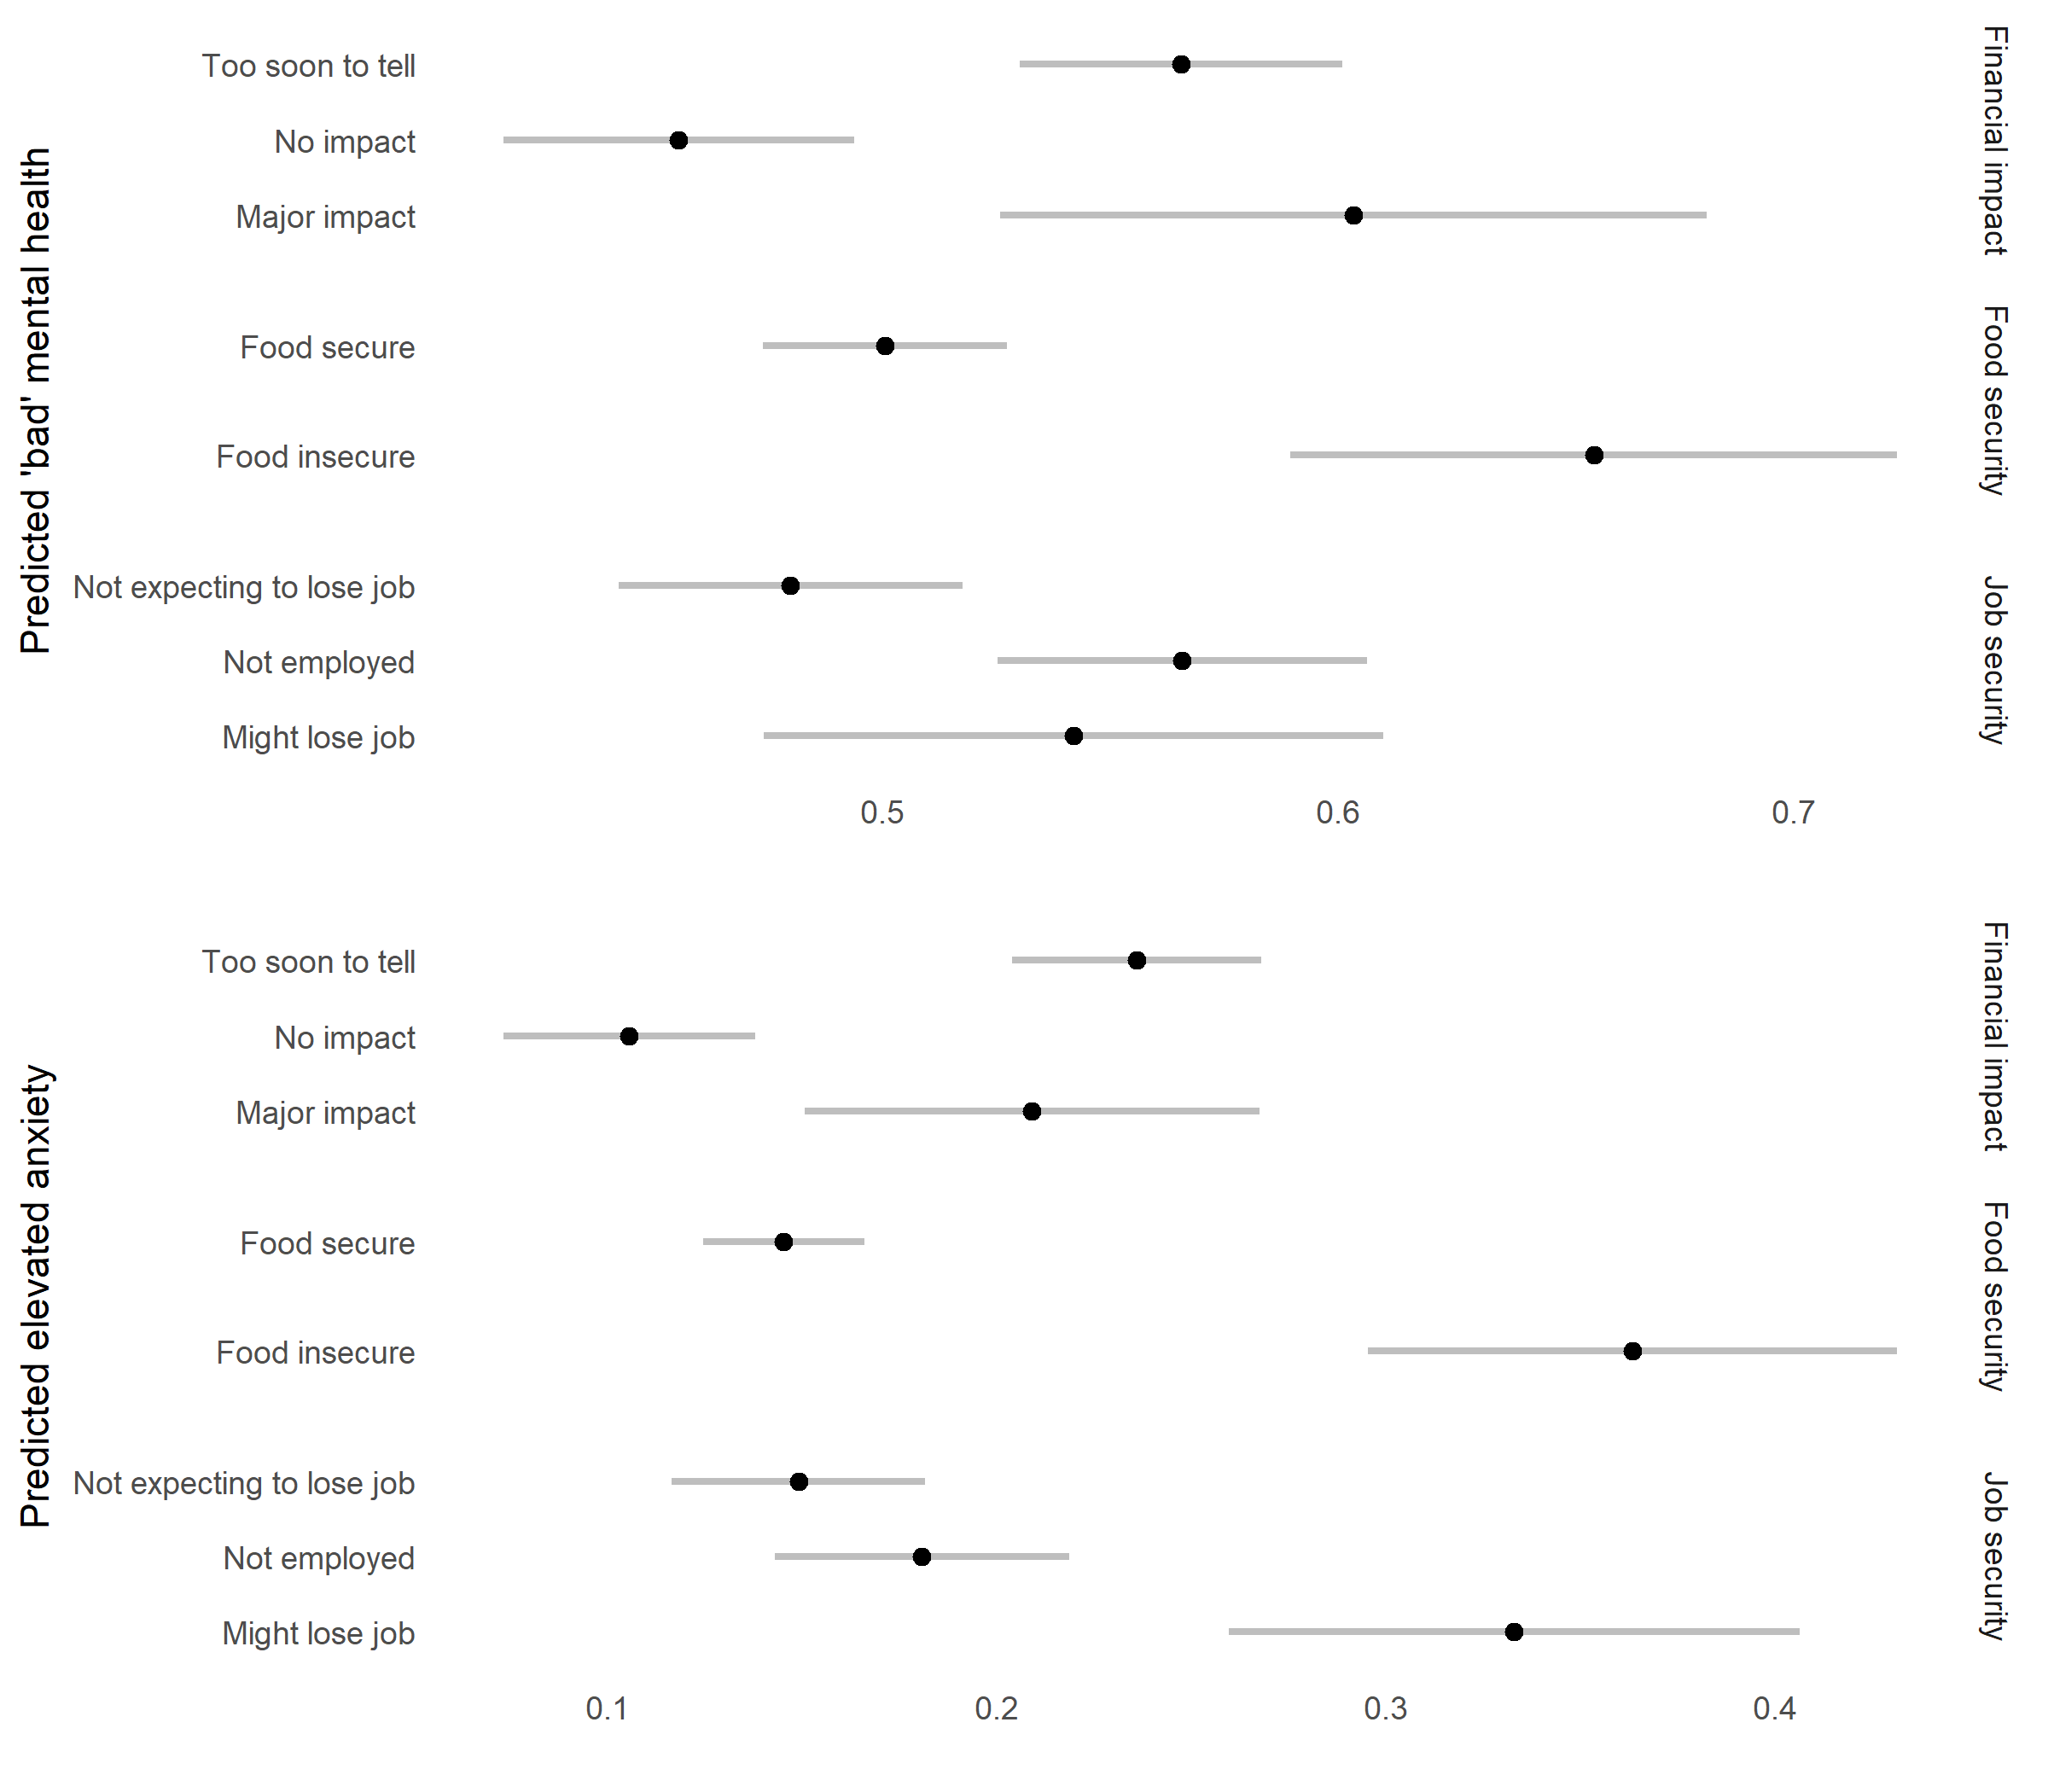 Predicted 'bad' mental health
Too soon to tell
No impact
Major impact
Financial impact
Food secure
Food insecure
Food security
Not expecting to lose job
Not employed
Might lose job
Job security
0.5 0.6 0.7
Predicted elevated anxiety
Too soon to tell
No impact
Major impact
Financial impact
Food secure
Food insecure
Food security
Not expecting to lose job
Not employed
Might lose job
Job security
0.1 0.2 0.3 0.4